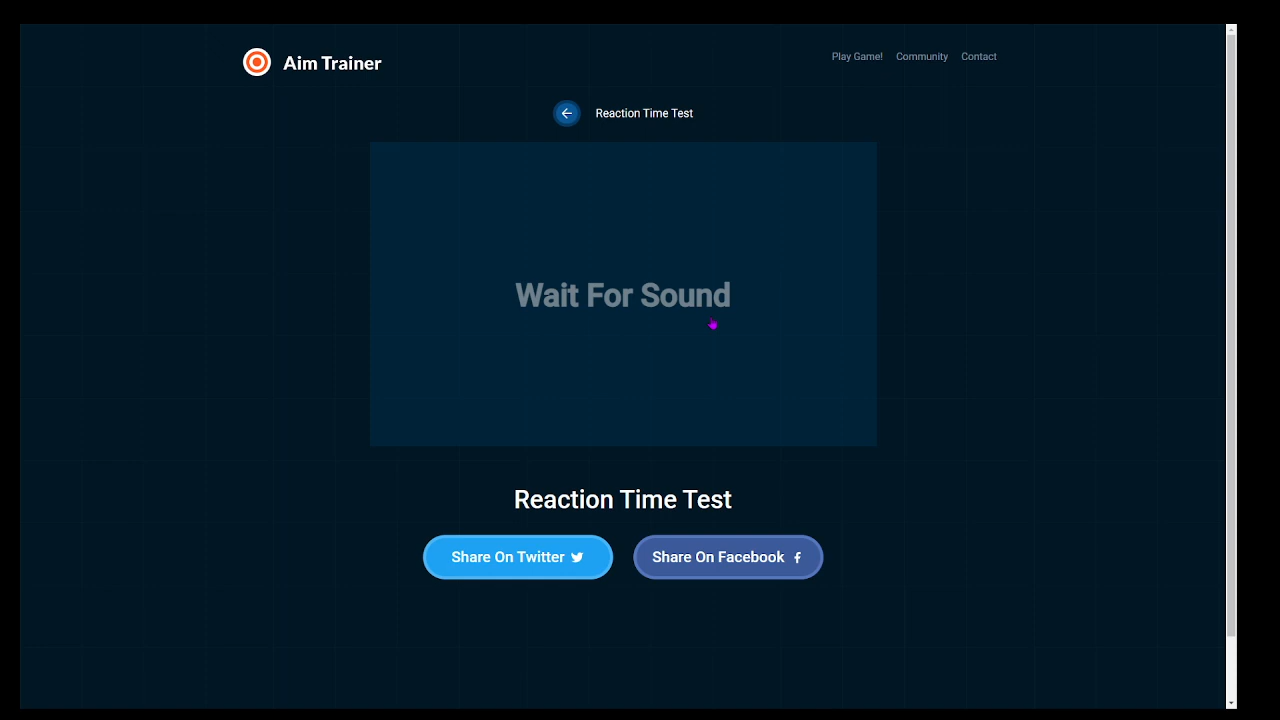 Aim Trainer
Play Game! Community Contact
Reaction Time Test
Wait For Sound
Reaction Time Test
Share On Twitter
Share On Facebook